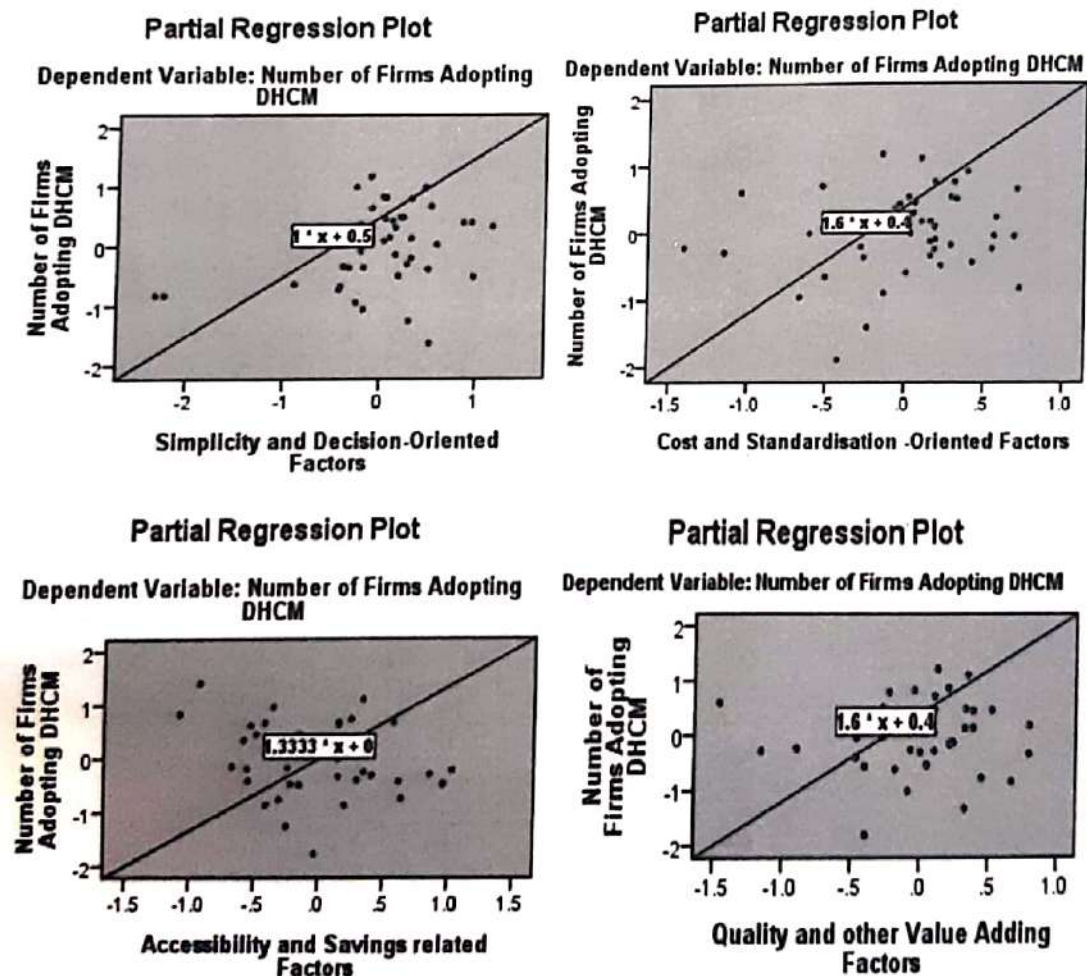 Partial Regression Plot
Dependent Variable: Number of Firms Adopting
DHCM
Number of Firms
Adopting DHCM
2
1
0
-1
-2
1 * x + 0.5
-2
-1
0
1
Simplicity and Decision-Oriented
Factors
Partial Regression Plot
Dependent Variable: Number of Firms Adopting DHCM
Number of Firms Adopting
DHCM
2
1
0
-1
-2
1.6 * x + 0.4
-1.5
-1.0
-.5
.0
.5
1.0
Cost and Standardisation -Oriented Factors
Partial Regression Plot
Dependent Variable: Number of Firms Adopting
DHCM
Number of Firms
Adopting DHCM
2
1
0
-1
-2
1.3333 * x + 0
-1.5
-1.0
-.5
.0
0.5
1.0
1.5
Accessibility and Savings related
Factors
Partial Regression Plot
Dependent Variable: Number of Firms Adopting DHCM
Number of
Firms Adopting
DHCM
2
1
0
-1
-2
1.6 * x + 0.4
-1.5
-1.0
-.5
.0
.5
1.0
Quality and other Value Adding
Factors